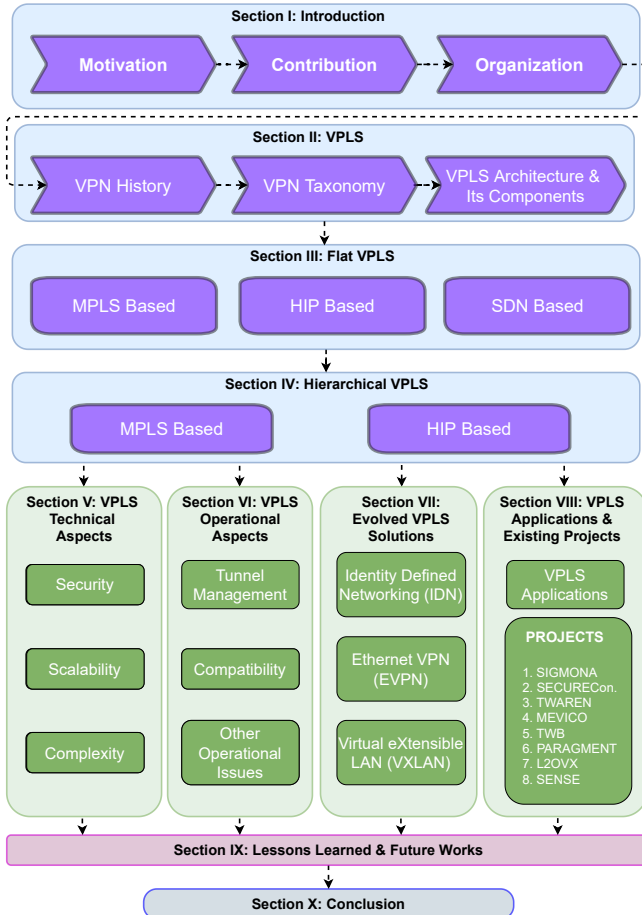 Section I: Introduction
Motivation
Contribution
Organization
Section II: VPLS
VPN History
VPN Taxonomy
VPLS Architecture &
Its Components
Section III: Flat VPLS
MPLS Based
HIP Based
SDN Based
Section IV: Hierarchical VPLS
MPLS Based
HIP Based
Section V: VPLS
Technical
Aspects
Security
Scalability
Complexity
Section VI: VPLS
Operational
Aspects
Tunnel
Management
Compatibility
Other
Operational
Issues
Section VII:
Evolved VPLS
Solutions
Identity Defined
Networking (IDN)
Ethernet VPN
(EVPN)
Virtual eXtensible
LAN (VXLAN)
Section VIII: VPLS
Applications &
Existing Projects
VPLS
Applications
PROJECTS
1. SIGMONA
2. SECURECon.
3. TWAREN
4. MEVICO
5. TWB
6. PARAGMENT
7. L2OVX
8. SENSE
Section IX: Lessons Learned & Future Works
Section X: Conclusion